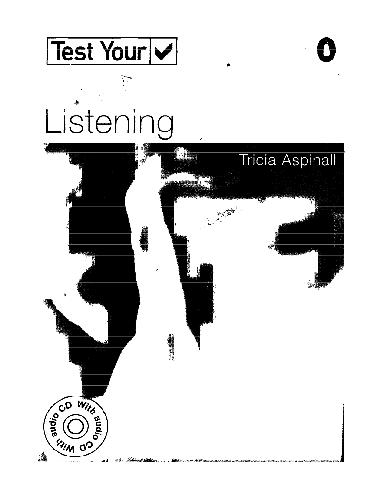 Test Your
Listening
Tricia Aspinall
With audio CD With audio CD